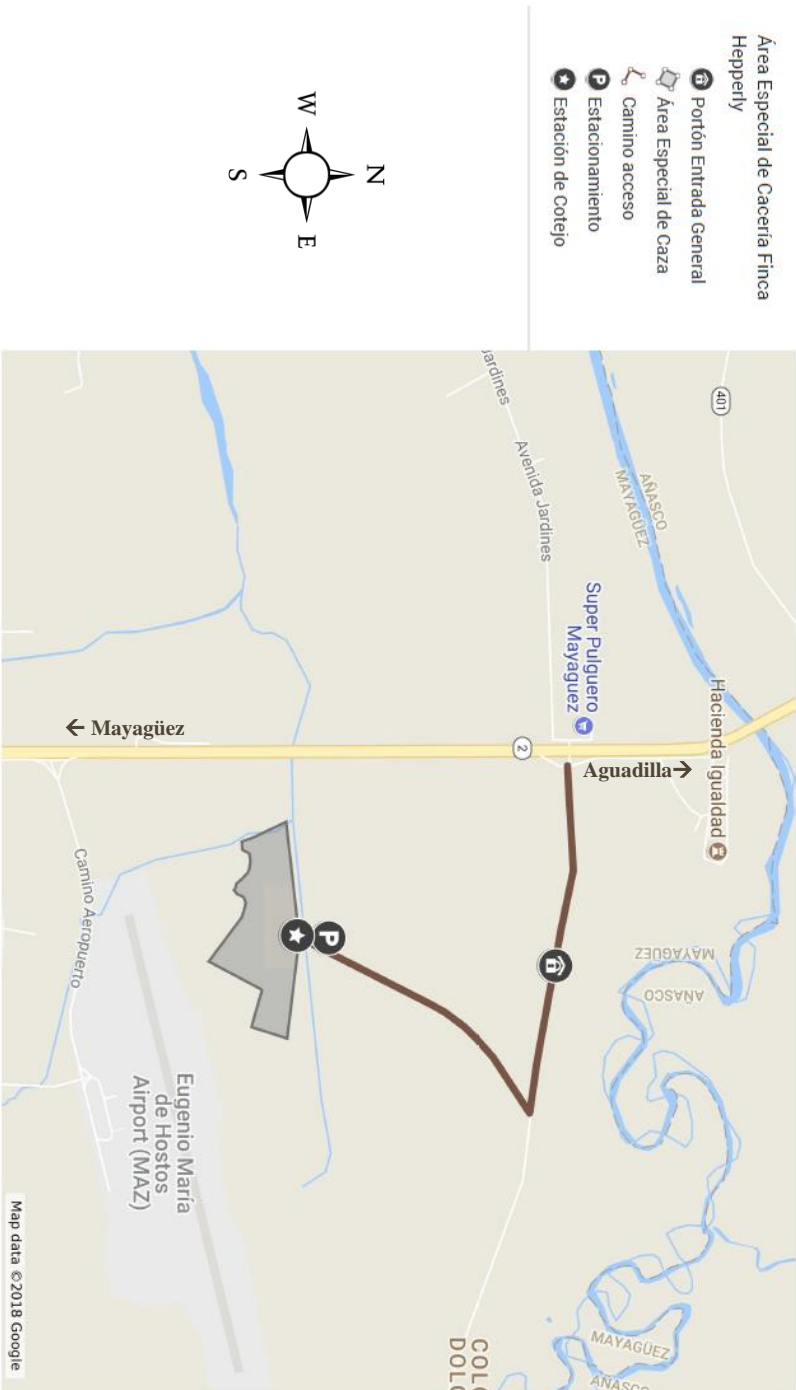 Área Especial de Cacería Finca
Hepperly
Portón Entrada General
Área Especial de Caza
Camino acceso
Estacionamiento
Estación de Cotejo
N
W
E
S
401
AÑASCO
MAYAGÜEZ
Jardines
Avenida Jardines
Super Pulguero
Mayaguez
Hacienda Igualdad
← Mayagüez
2
Aguadilla→
MAYAGÜEZ
AÑASCO
P
Camino Aeropuerto
Eugenio María
de Hostos
Airport (MAZ)
COLO
DOLO
MAYAGÜEZ
AÑASCO
Map data ©2018 Google